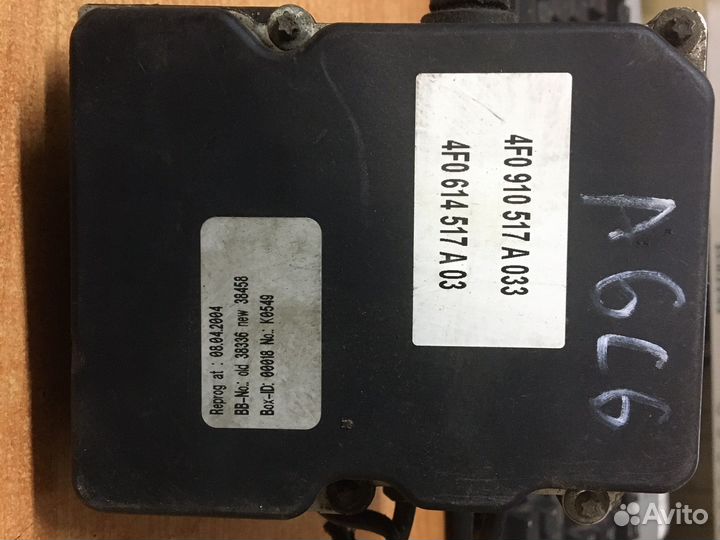 4F0 910 517 A 033
4F0 614 517 A 03
Reprog at : 08.04.2004
BB-No.: old 38336 new 38458
Box-ID: 00018 No.: K0549
A6C6
Avito